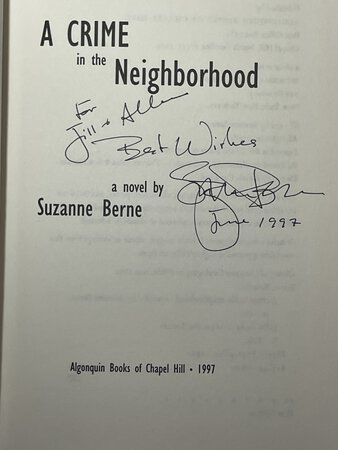 A CRIME
in the Neighborhood
For
Jill & Allen
Best Wishes
a novel by
Suzanne Berne
June 1997
Algonquin Books of Chapel Hill • 1997